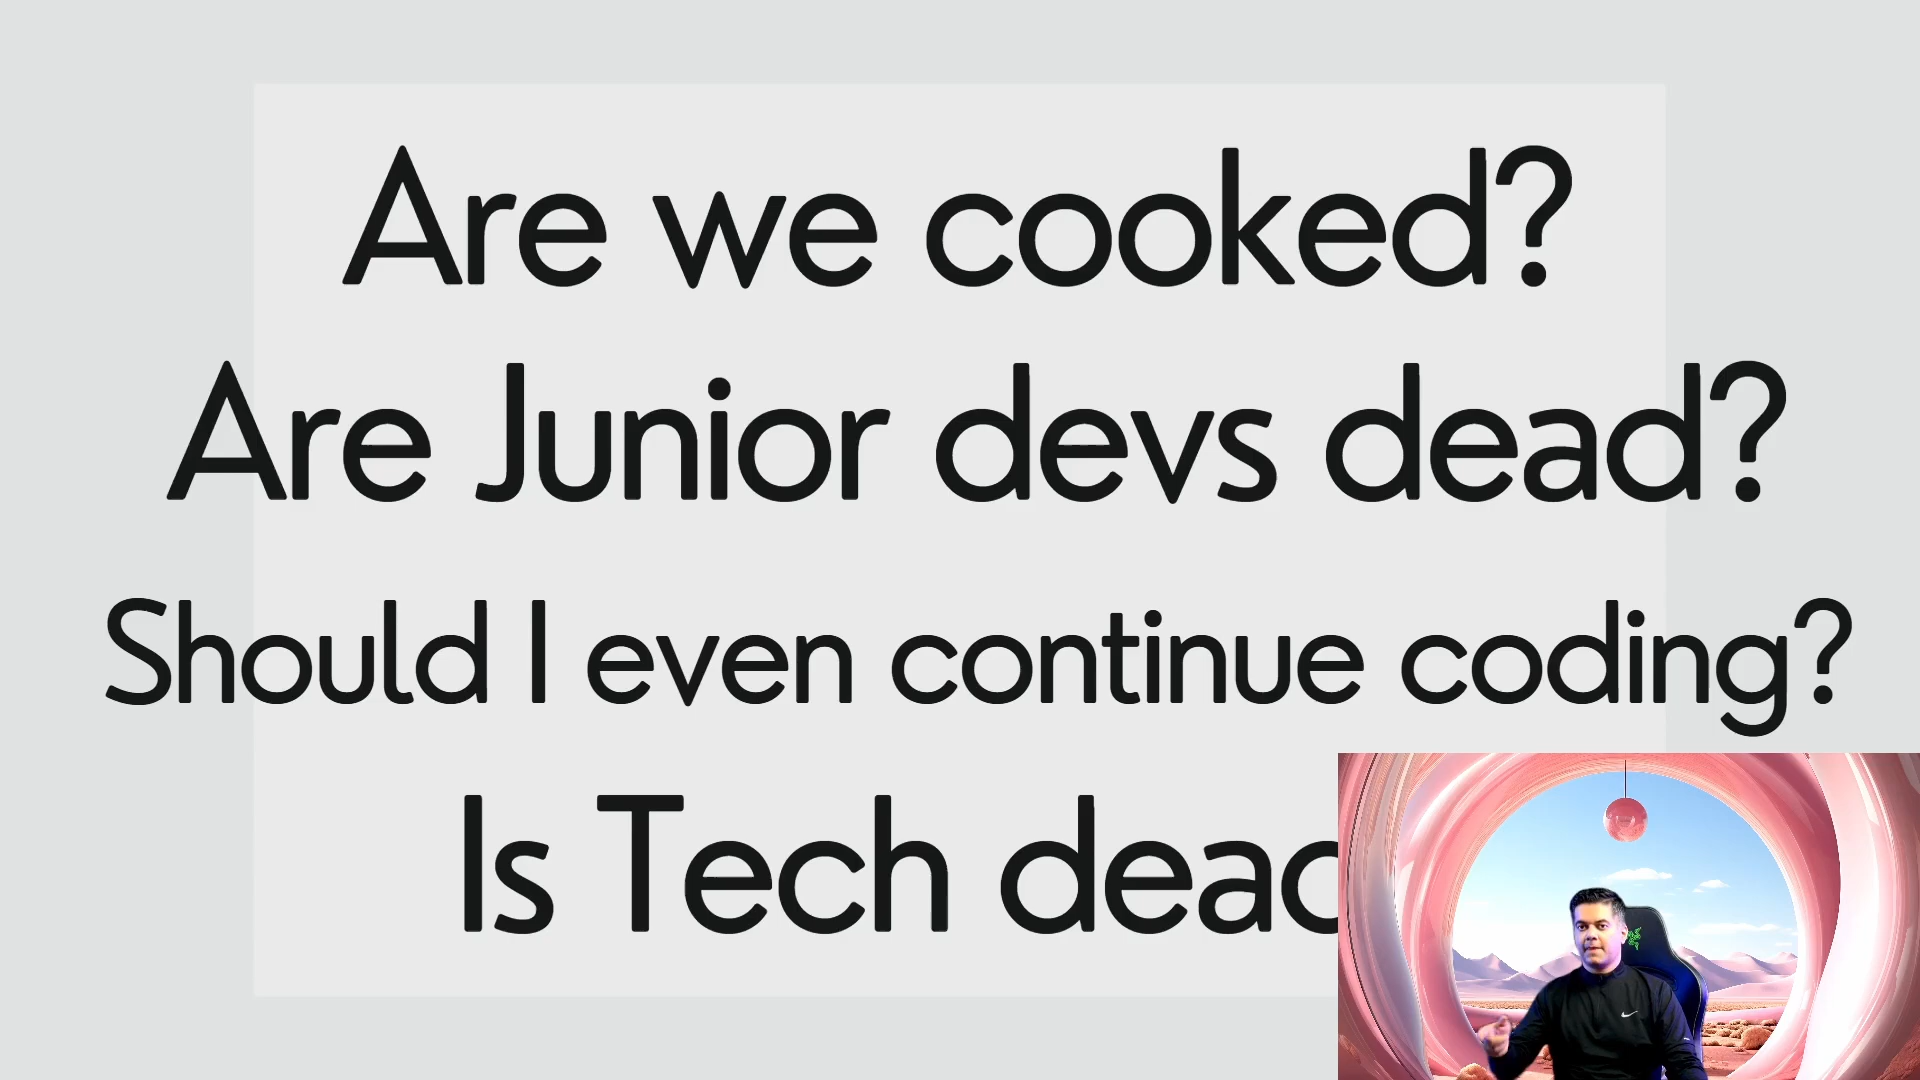 Are we cooked?
Are Junior devs dead?
Should I even continue coding?
Is Tech